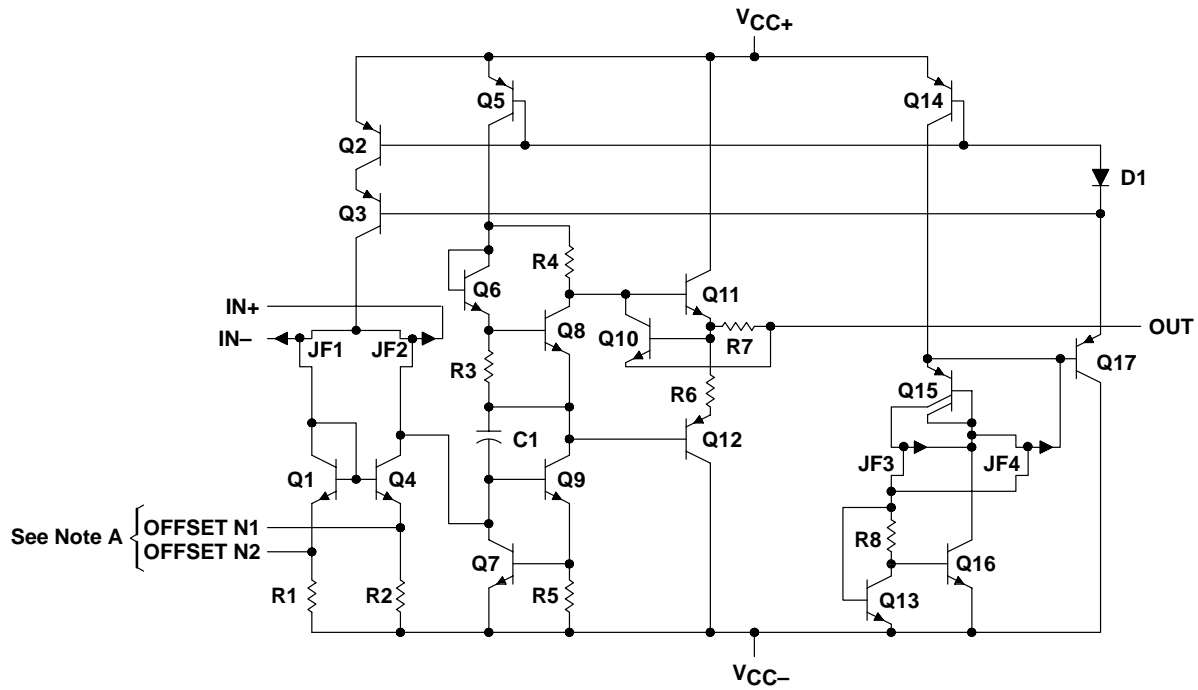 VCC+
Q5
Q14
Q2
D1
Q3
R4
Q6
Q11
IN+
Q8
Q10
OUT
IN–
JF1
JF2
R7
Q17
R3
Q15
R6
C1
Q12
JF3
JF4
Q1
Q4
Q9
See Note A
OFFSET N1
OFFSET N2
R8
Q7
Q16
R1
R2
R5
Q13
VCC–